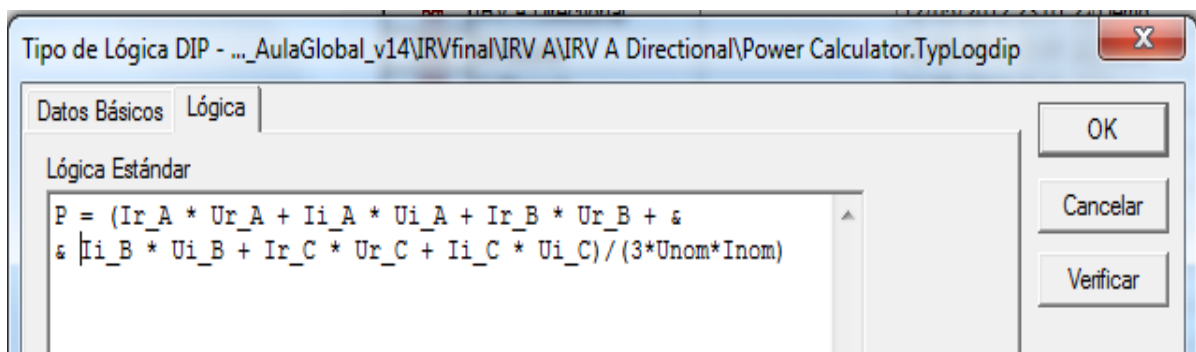 Tipo de Lógica DIP - ..._AulaGlobal_v14\IRVfinal\IRV A\IRV A Directional\Power Calculator.TypLogdip
Datos Básicos Lógica
OK
Lógica Estándar
P = (Ir_A * Ur_A + Ii_A * Ui_A + Ir_B * Ur_B + &
& Ii_B * Ui_B + Ir_C * Ur_C + Ii_C * Ui_C)/(3*Unom*Inom)
Cancelar
Verificar